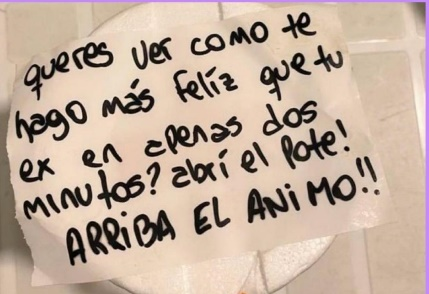 queres ver como te
hago más feliz que tu
ex en apenas dos
minutos? abrí el pote!
ARRIBA EL ANiMO!!